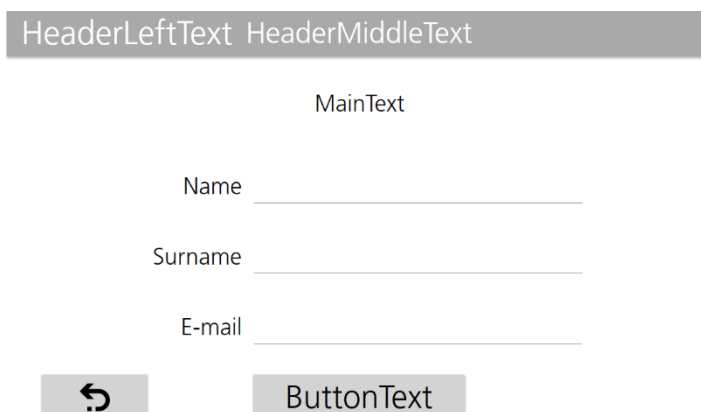 HeaderLeftText HeaderMiddleText
MainText
Name
Surname
E-mail
ButtonText